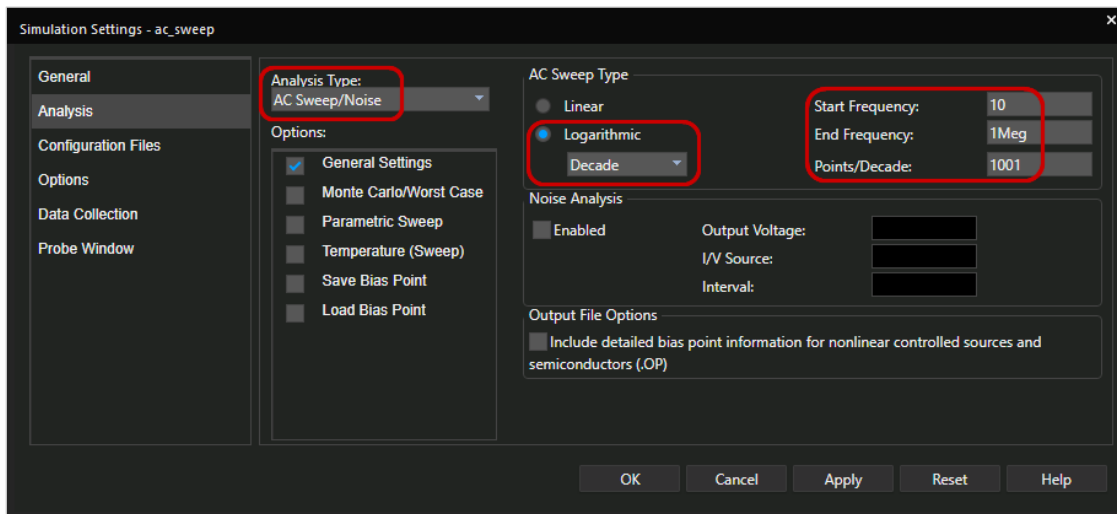 Simulation Settings - ac_sweep
General
Analysis
Configuration Files
Options
Data Collection
Probe Window
Analysis Type:
AC Sweep/Noise
Options:
General Settings
Monte Carlo/Worst Case
Parametric Sweep
Temperature (Sweep)
Save Bias Point
Load Bias Point
AC Sweep Type
Linear
Logarithmic
Decade
Start Frequency: 10
End Frequency: 1Meg
Points/Decade: 1001
Noise Analysis
Enabled
Output Voltage:
I/V Source:
Interval:
Output File Options
Include detailed bias point information for nonlinear controlled sources and
semiconductors (.OP)
OK Cancel Apply Reset Help